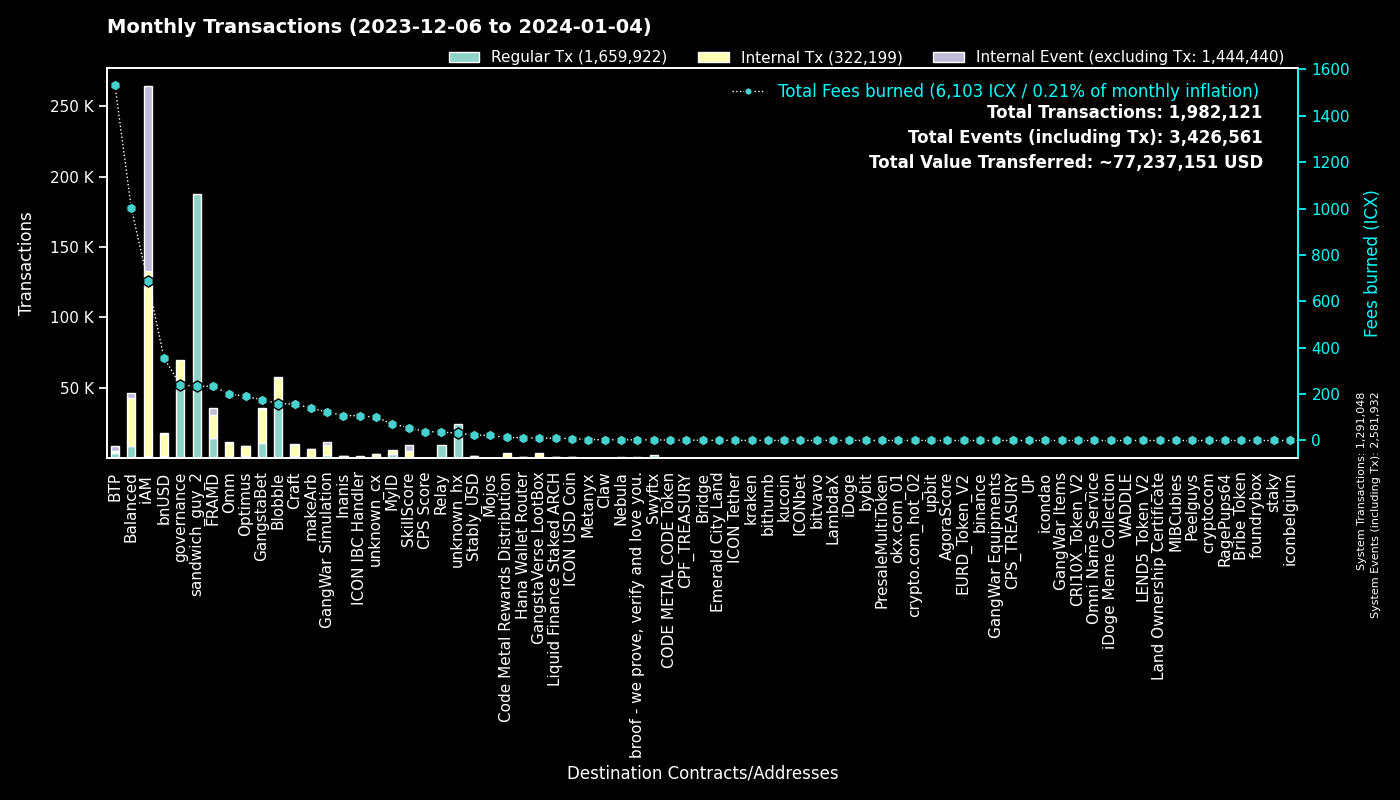 Monthly Transactions (2023-12-06 to 2024-01-04)
Regular Tx (1,659,922)
Internal Tx (322,199)
Internal Event (excluding Tx: 1,444,440)
Total Fees burned (6,103 ICX / 0.21% of monthly inflation)
Total Transactions: 1,982,121
Total Events (including Tx): 3,426,561
Total Value Transferred: ~77,237,151 USD
Transactions
250 K
200 K
150 K
100 K
50 K
1600
1400
1200
1000
800
600
400
200
0
Fees burned (ICX)
System Transactions: 1,291,048
System Events (including Tx): 2,581,932
BTP
Balanced
iAM
bnUSD
governance
sandwich_guy_2
FRAMD
Omm
Optimus
GangstaBet
Blobble
Craft
makeArb
GangWar Simulation
Inanis
ICON IBC Handler
unknown_cx
MyID
SkillScore
CPS Score
Relay
unknown_hx
Stably_USD
Mojos
Code Metal Rewards Distribution
Hana Wallet Router
GangstaVerse LootBox
Liquid Finance Staked ARCH
ICON USD Coin
Metanyx
Claw
Nebula
broof - we prove, verify and love you.
Swyftx
CODE METAL CODE Token
CPF_TREASURY
Bridge
Emerald City Land
ICON Tether
kraken
bithumb
kucoin
ICONbet
bitvavo
LambdaX
iDoge
bybit
PresaleMultiToken
okx.com_01
crypto.com_hot_02
upbit
AgoraScore
EURD_Token_V2
binance
GangWar Equipments
CPS_TREASURY
UP
icondao
GangWar Items
CRI10X_Token_V2
Omni Name Service
iDoge Meme Collection
WADDLE
LEND5_Token_V2
Land Ownership Certificate
MIBCubies
Peelguys
cryptocom
RagePups64
Bribe Token
foundrybox
staky
iconbelgium
Destination Contracts/Addresses